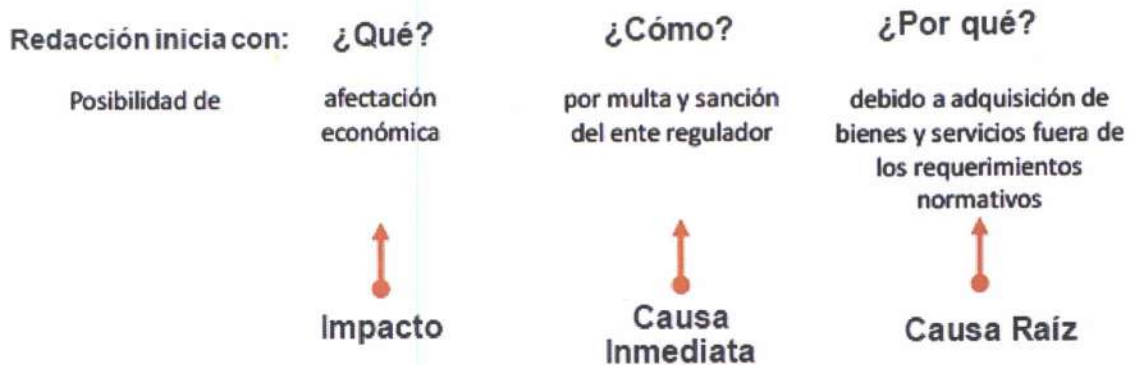 Redacción inicia con: ¿Qué? ¿Cómo? ¿Por qué?
Posibilidad de
afectación
económica
por multa y sanción
del ente regulador
debido a adquisición de
bienes y servicios fuera de
los requerimientos
normativos
Impacto
Causa
Inmediata
Causa Raíz